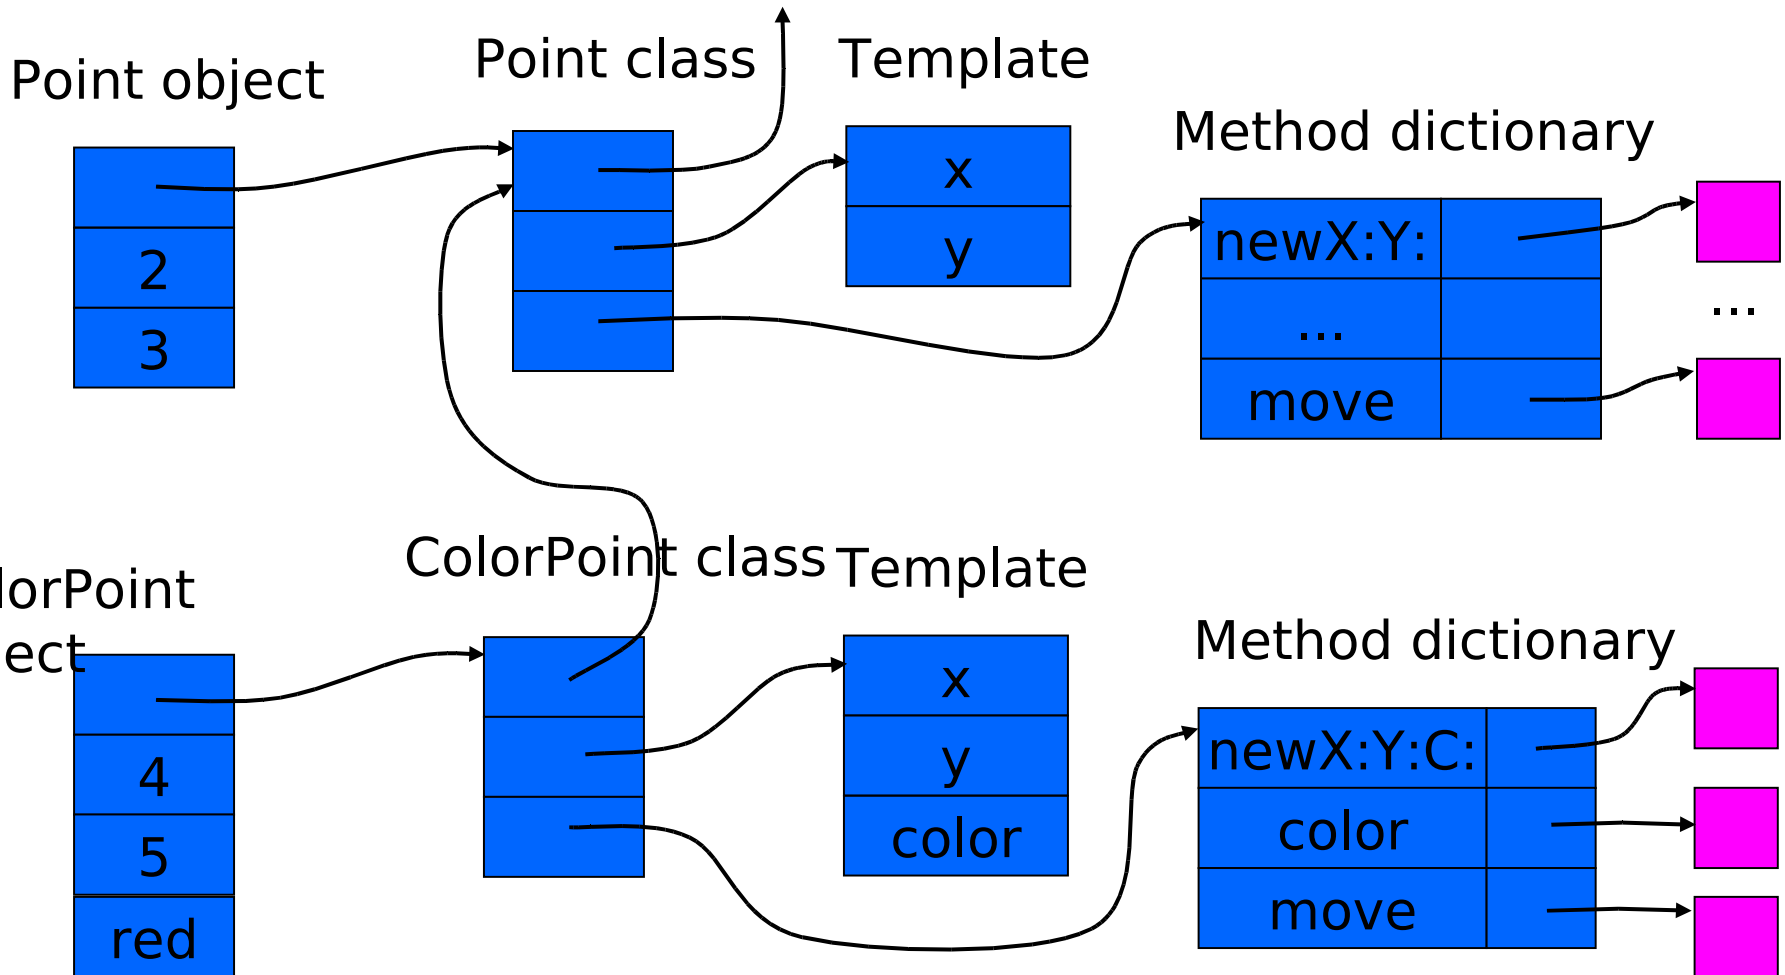 Point object
Point class
Template
Method dictionary
2
3
x
y
newX:Y:
...
move
...
lorPoint
ect
ColorPoint class
Template
Method dictionary
4
5
red
x
y
color
newX:Y:C:
color
move